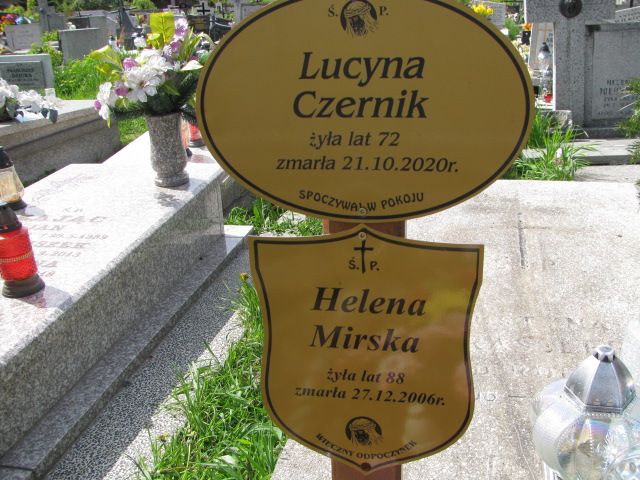 Ś. P.
Lucyna
Czernik
żyła lat 72
zmarła 21.10.2020r.
SPOCZYWAJ W POKOJU
Ś. P.
Helena
Mirska
żyła lat 88
zmarła 27.12.2006r.
WIECZNY ODPOCZYNEK